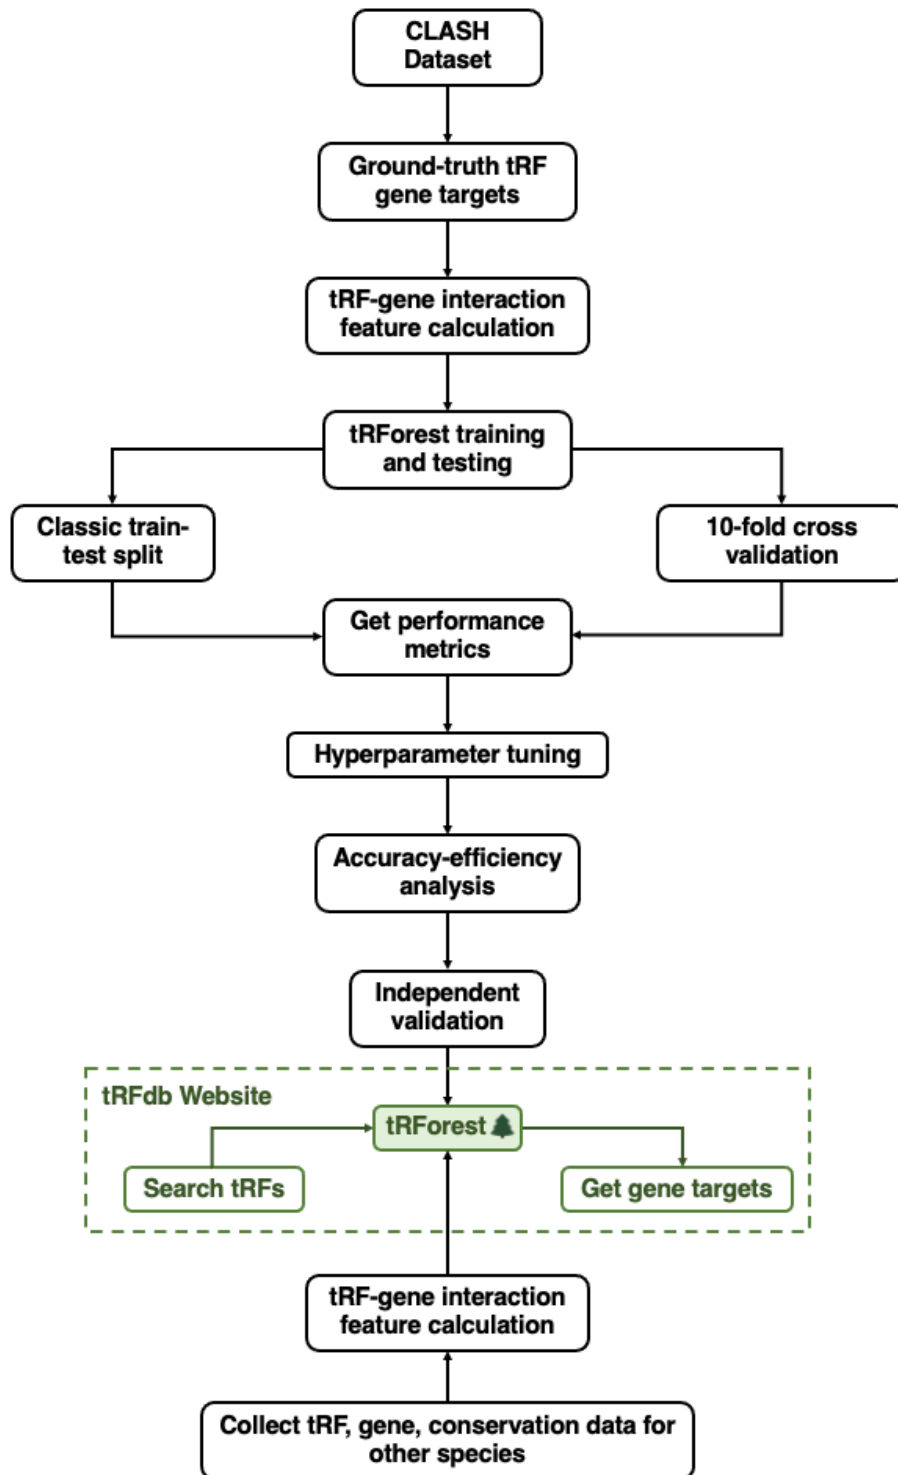 CLASH
Dataset
Ground-truth tRF
gene targets
tRF-gene interaction
feature calculation
tRForest training
and testing
Classic train-
test split
10-fold cross
validation
Get performance
metrics
Hyperparameter tuning
Accuracy-efficiency
analysis
Independent
validation
tRFdb Website
tRForest
Search tRFs
Get gene targets
tRF-gene interaction
feature calculation
Collect tRF, gene, conservation data for
other species